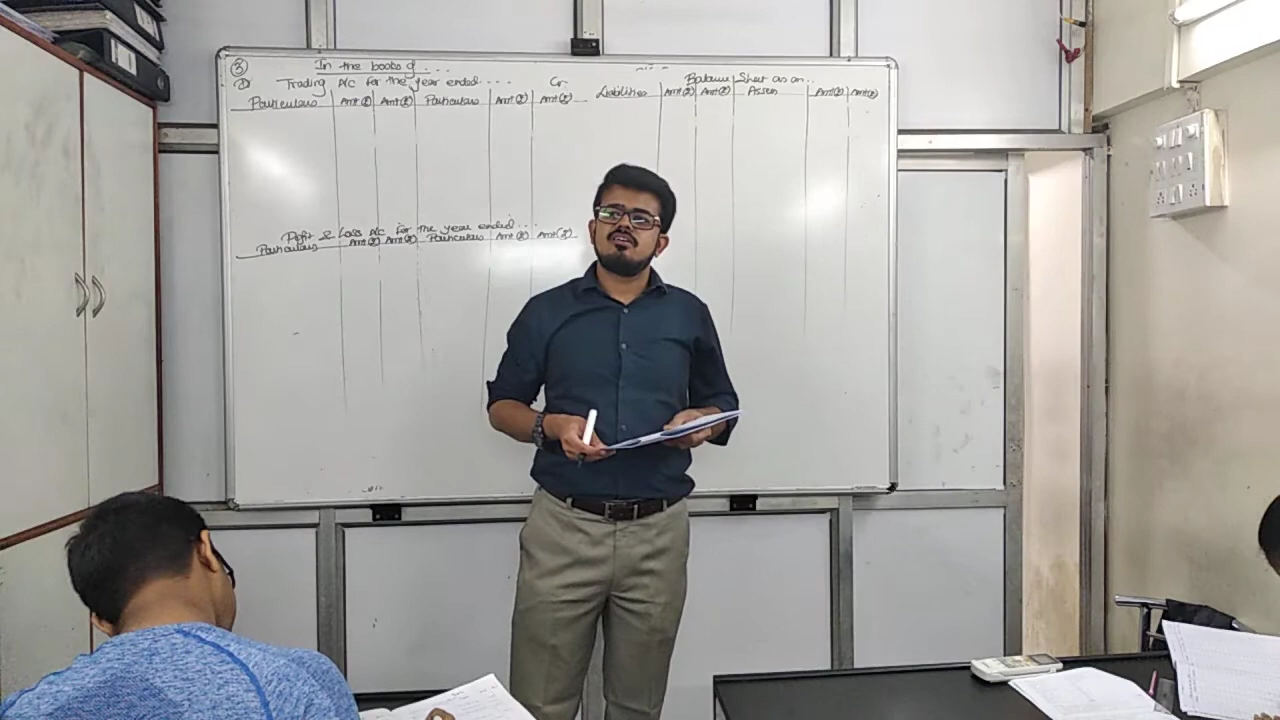 ③ In the books of ...
Trading A/c for the year ended.... Cr
Particulars Amt(₹) Amt(₹) Particulars Amt(₹) Amt(₹)
Profit & Loss A/c for the year ended...
Particulars Amt(₹) Amt(₹) Particulars Amt(₹) Amt(₹)
Balance Sheet as on..
Liabilities Amt(₹) Amt(₹) Assets Amt(₹) Amt(₹)